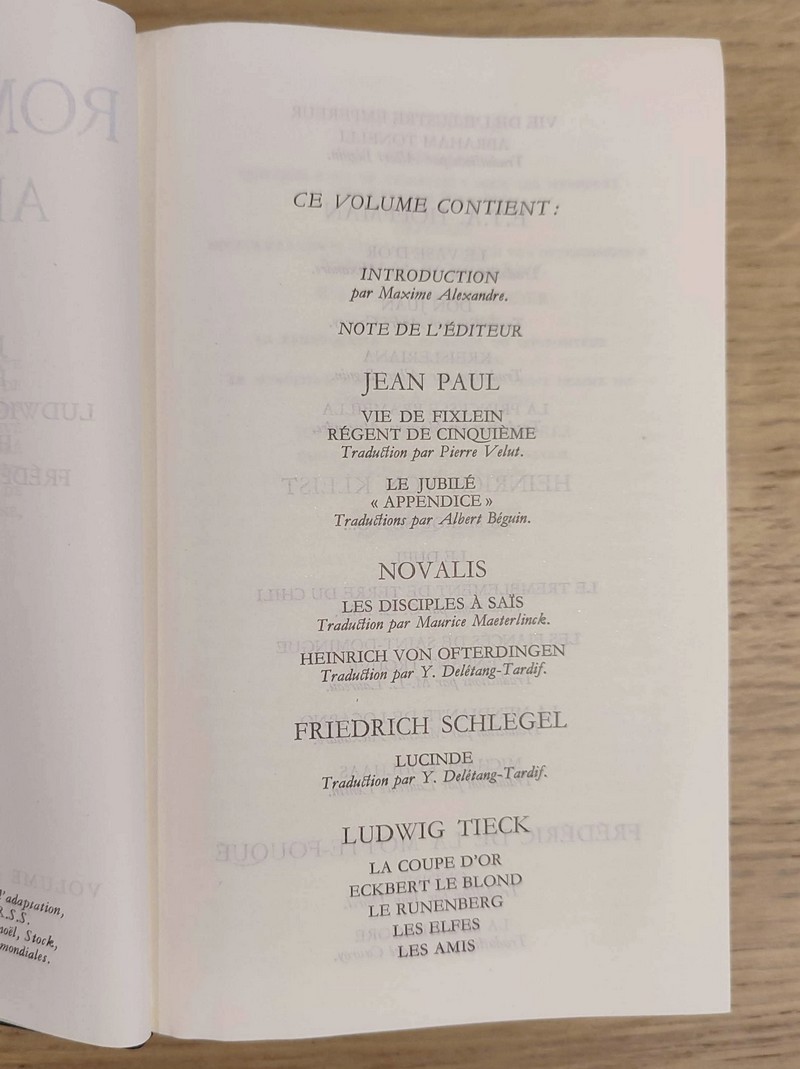 CE VOLUME CONTIENT :
INTRODUCTION
par Maxime Alexandre.
NOTE DE L'ÉDITEUR
JEAN PAUL
VIE DE FIXLEIN
RÉGENT DE CINQUIÈME
Traduction par Pierre Velut.
LE JUBILÉ
« APPENDICE »
Traductions par Albert Béguin.
NOVALIS
LES DISCIPLES À SAÏS
Traduction par Maurice Maeterlinck.
HEINRICH VON OFTERDINGEN
Traduction par Y. Delétang-Tardif.
FRIEDRICH SCHLEGEL
LUCINDE
Traduction par Y. Delétang-Tardif.
LUDWIG TIECK
LA COUPE D'OR
ECKBERT LE BLOND
LE RUNENBERG
LES ELFES
LES AMIS
l'adaptation,
R.S.S.
Stock,
mondiales.